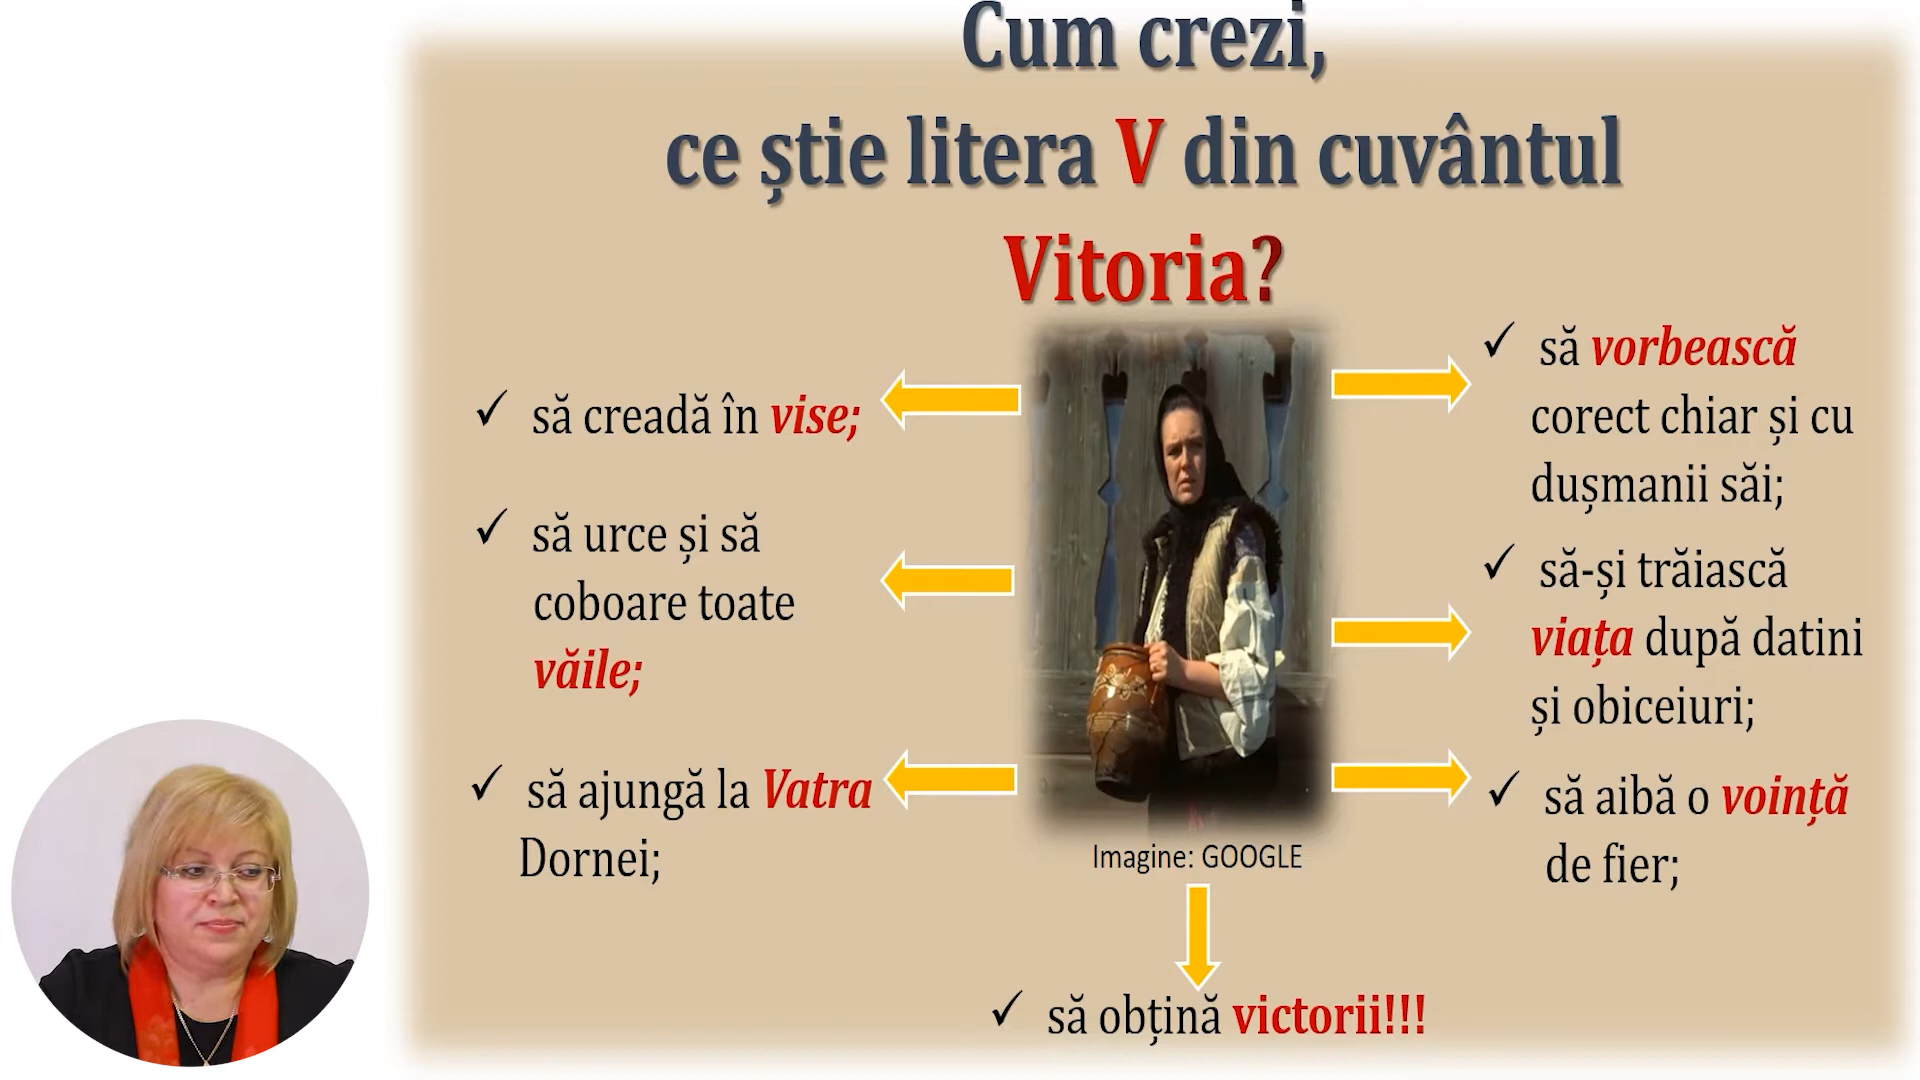 Cum crezi,
ce știe litera V din cuvântul
Vitoria?
✓ să creadă în vise;
✓ să urce și să
coboare toate
văile;
✓ să ajungă la Vatra
Dornei;
✓ să vorbească
corect chiar și cu
dușmanii săi;
✓ să-și trăiască
viața după datini
și obiceiuri;
✓ să aibă o voință
de fier;
Imagine: GOOGLE
✓ să obțină victorii!!!